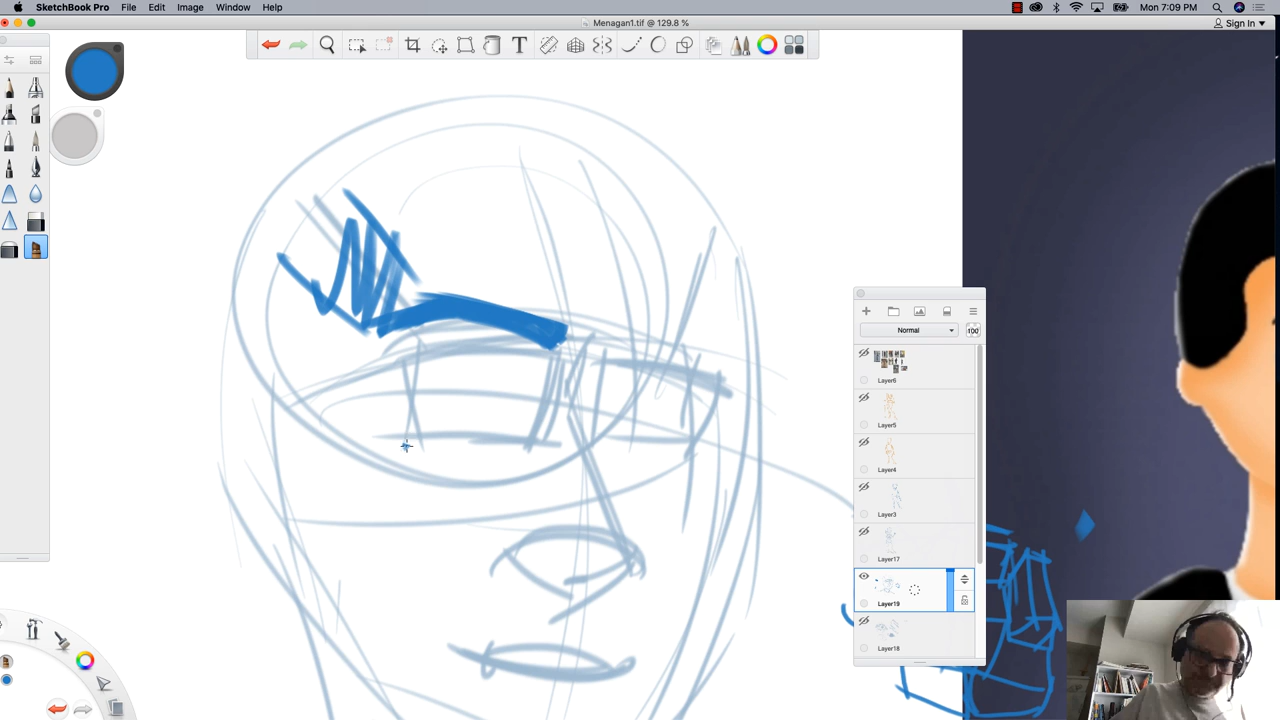 SketchBook Pro File Edit Image Window Help Mon 7:09 PM
Menagan1.tif @ 129.8 % Sign In
T
Normal 100
Layer6
Layer5
Layer4
Layer3
Layer17
Layer19
Layer18